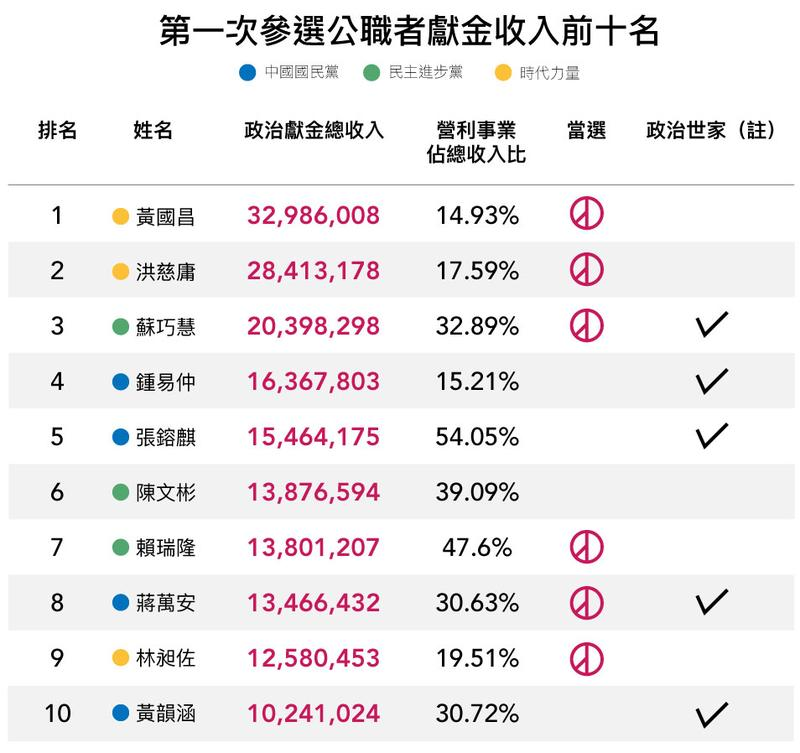 第一次參選公職者獻金收入前十名
中國國民黨 民主進步黨 時代力量
排名 姓名 政治獻金總收入 營利事業佔總收入比 當選 政治世家（註）
1 黃國昌 32,986,008 14.93%
2 洪慈庸 28,413,178 17.59%
3 蘇巧慧 20,398,298 32.89%
4 鍾易仲 16,367,803 15.21%
5 張鎔麒 15,464,175 54.05%
6 陳文彬 13,876,594 39.09%
7 賴瑞隆 13,801,207 47.6%
8 蔣萬安 13,466,432 30.63%
9 林昶佐 12,580,453 19.51%
10 黃韻涵 10,241,024 30.72%